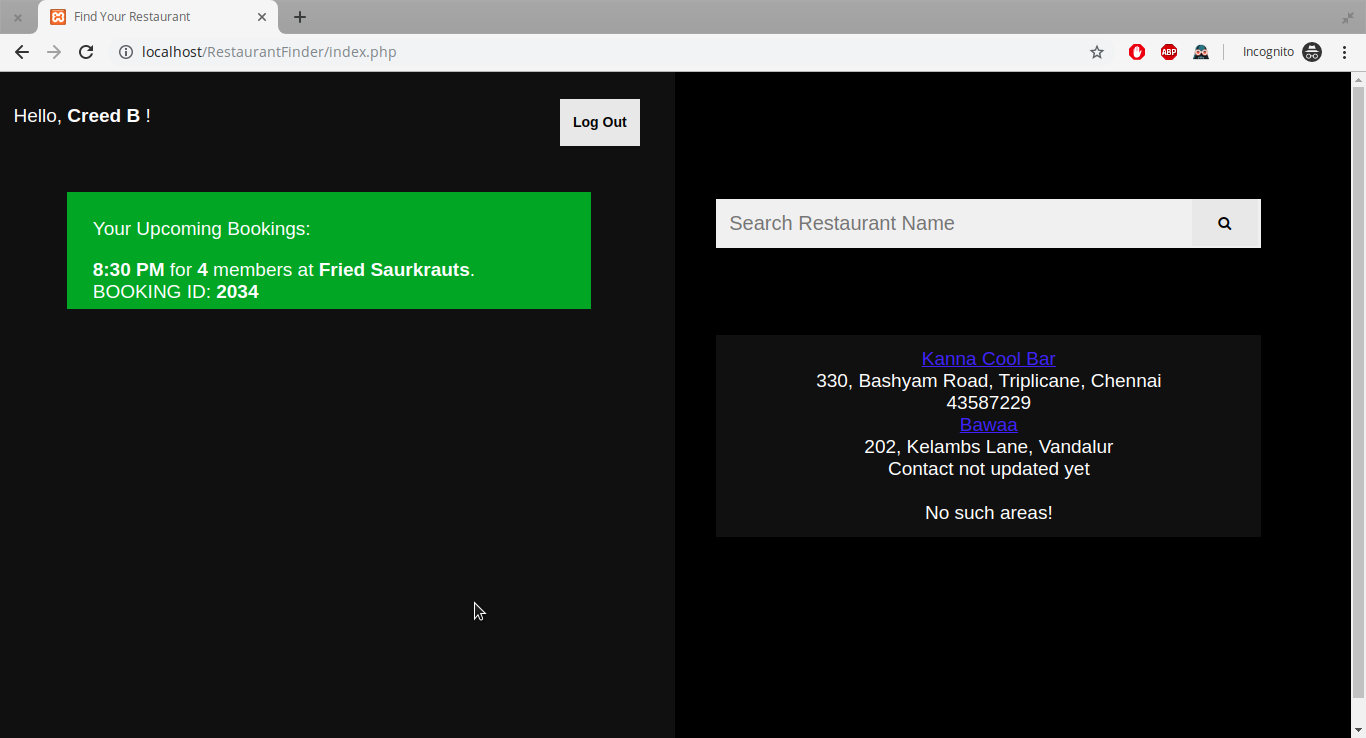 Find Your Restaurant
localhost/RestaurantFinder/index.php
ABP
Incognito
Hello, Creed B !
Log Out
Your Upcoming Bookings:
8:30 PM for 4 members at Fried Saurkrauts.
BOOKING ID: 2034
Search Restaurant Name
Kanna Cool Bar
330, Bashyam Road, Triplicane, Chennai
43587229
Bawaa
202, Kelambs Lane, Vandalur
Contact not updated yet
No such areas!